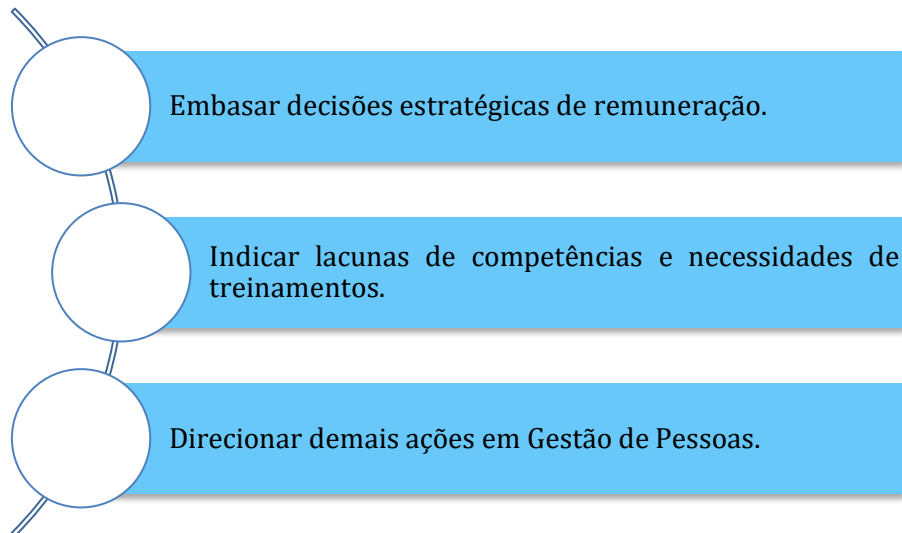 Embasar decisões estratégicas de remuneração.
Indicar lacunas de competências e necessidades de
treinamentos.
Direcionar demais ações em Gestão de Pessoas.